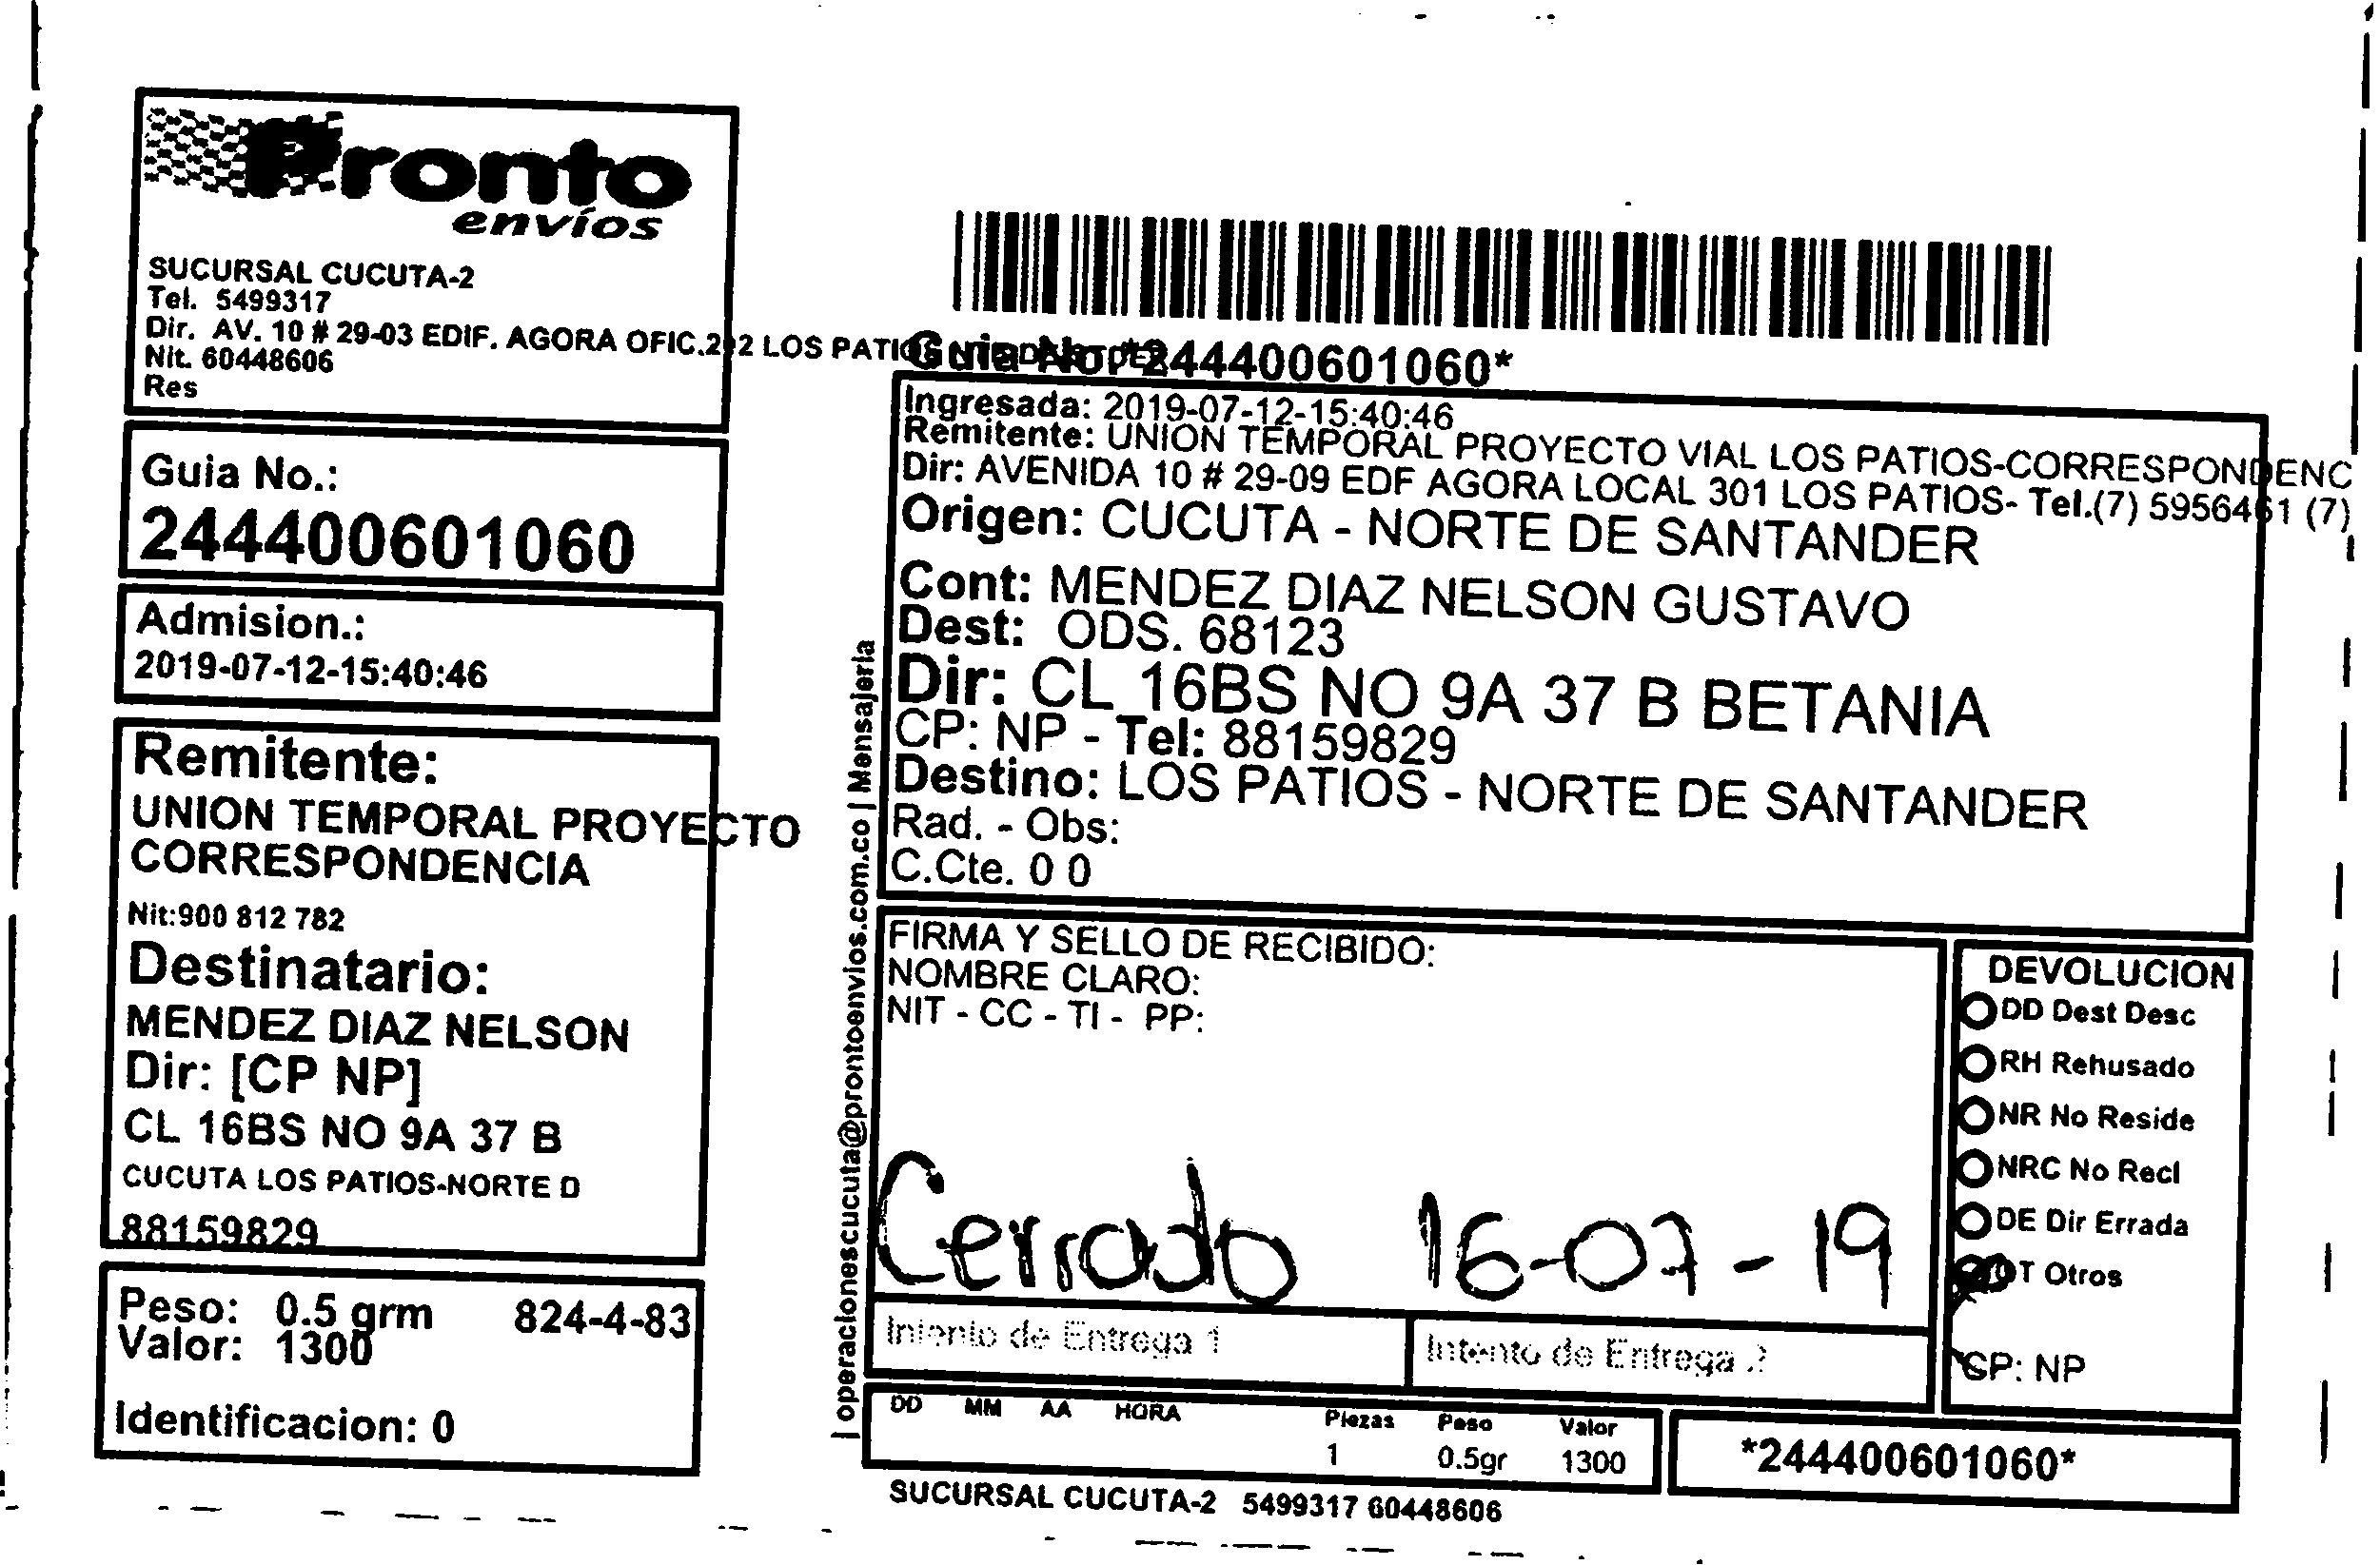 Pronto
envíos
SUCURSAL CUCUTA-2
Tel. 5499317
Dir. AV. 10 # 29-03 EDIF. AGORA OFIC.202 LOS PATIOS
Nit. 60448606
Res
Guia No.:
244400601060
Admision.:
2019-07-12-15:40:46
Remitente:
UNION TEMPORAL PROYECTO
CORRESPONDENCIA
Nit:900 812 782
Destinatario:
MENDEZ DIAZ NELSON
Dir: [CP NP]
CL 16BS NO 9A 37 B
CUCUTA LOS PATIOS-NORTE D
88159829
Peso: 0.5 grm 824-4-83
Valor: 1300
Identificacion: 0
| operacionescucuta@prontoenvios.com.co | Mensajeria
Guia No. *244400601060*
Ingresada: 2019-07-12-15:40:46
Remitente: UNION TEMPORAL PROYECTO VIAL LOS PATIOS-CORRESPONDENC
Dir: AVENIDA 10 # 29-09 EDF AGORA LOCAL 301 LOS PATIOS- Tel.(7) 5956461 (7)
Origen: CUCUTA - NORTE DE SANTANDER
Cont: MENDEZ DIAZ NELSON GUSTAVO
Dest: ODS. 68123
Dir: CL 16BS NO 9A 37 B BETANIA
CP: NP - Tel: 88159829
Destino: LOS PATIOS - NORTE DE SANTANDER
Rad. - Obs:
C.Cte. 0 0
FIRMA Y SELLO DE RECIBIDO:
NOMBRE CLARO:
NIT - CC - TI - PP:
Cerrado 16-07-19
Intento de Entrega 1 Intento de Entrega 2
DEVOLUCION
DD Dest Desc
RH Rehusado
NR No Reside
NRC No Recl
DE Dir Errada
OT Otros
CP: NP
DD MM AA HORA Piezas Peso Valor
1 0.5gr 1300
*244400601060*
SUCURSAL CUCUTA-2 5499317 60448606